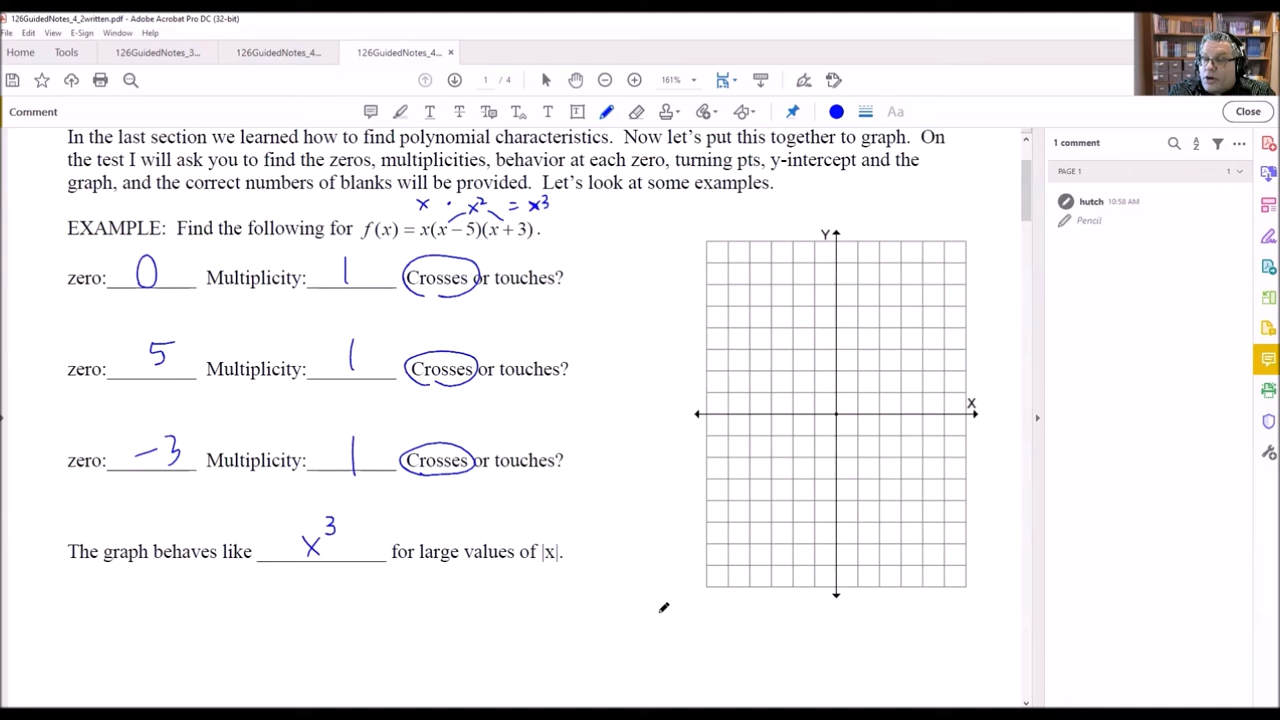 126GuidedNotes_4_2written.pdf - Adobe Acrobat Pro DC (32-bit)
File Edit View E-Sign Window Help
Home Tools 126GuidedNotes_3... 126GuidedNotes_4... 126GuidedNotes_4... ×
1 / 4 161%
Comment Aa Close
In the last section we learned how to find polynomial characteristics. Now let's put this together to graph. On
the test I will ask you to find the zeros, multiplicities, behavior at each zero, turning pts, y-intercept and the
graph, and the correct numbers of blanks will be provided. Let's look at some examples.
x · x² = x³
EXAMPLE: Find the following for f(x) = x(x − 5)(x + 3).
zero: 0 Multiplicity: 1 Crosses or touches?
zero: 5 Multiplicity: 1 Crosses or touches?
zero: −3 Multiplicity: 1 Crosses or touches?
The graph behaves like x³ for large values of |x|.
Y
X
1 comment
PAGE 1 1
hutch 10:58 AM
Pencil